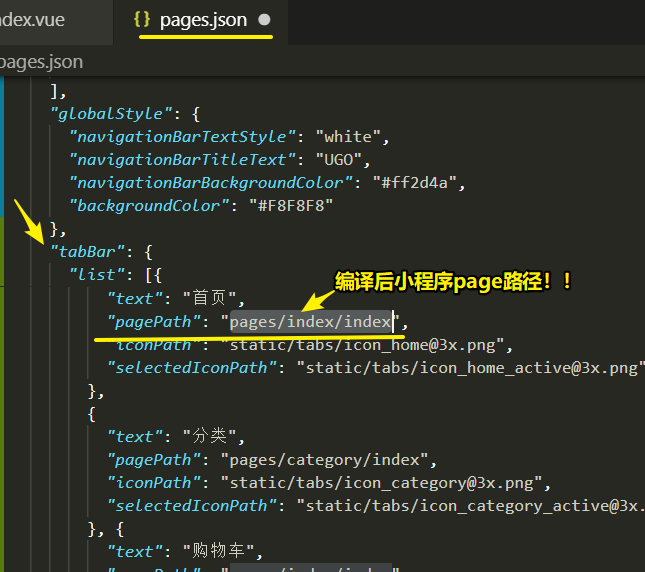 ndex.vue
{} pages.json
pages.json
],
"globalStyle": {
"navigationBarTextStyle": "white",
"navigationBarTitleText": "UGO",
"navigationBarBackgroundColor": "#ff2d4a",
"backgroundColor": "#F8F8F8"
},
"tabBar": {
"list": [{
编译后小程序page路径！！
"text": "首页",
"pagePath": "pages/index/index",
"iconPath": "static/tabs/icon_home@3x.png",
"selectedIconPath": "static/tabs/icon_home_active@3x.png"
},
{
"text": "分类",
"pagePath": "pages/category/index",
"iconPath": "static/tabs/icon_category@3x.png",
"selectedIconPath": "static/tabs/icon_category_active@3x.
}, {
"text": "购物车",